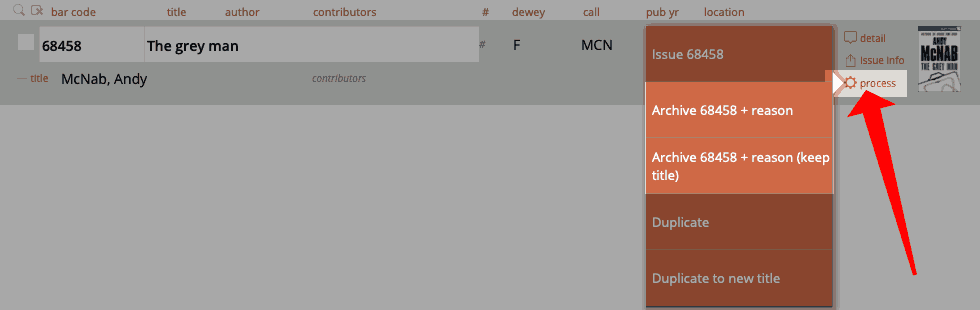 bar code title author contributors # dewey call pub yr location
68458 The grey man # F MCN
title McNab, Andy contributors
Issue 68458
Archive 68458 + reason
Archive 68458 + reason (keep
title)
Duplicate
Duplicate to new title
detail
Issue info
process
ANDY
McNAB
THE GREY MAN